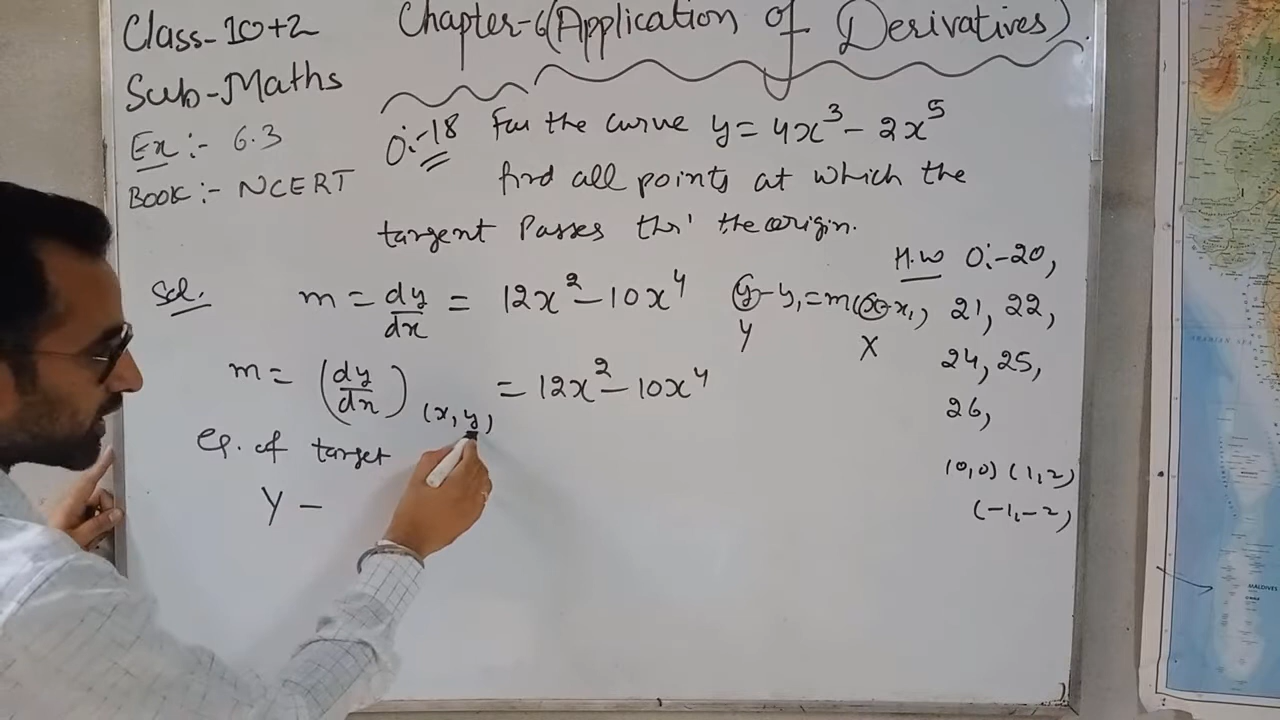 Class-10+2
Chapter-6(Application of Derivatives)
Sub-Maths
Ex:- 6.3
BOOK:- NCERT
Q:-18 For the curve y = 4x³ - 2x⁵
find all points at which the
tangent Passes thr' the origin.
H.W Q:-20,
21, 22,
24, 25,
26,
(0,0) (1,2)
(-1,-2)
Sol. m = dy/dx = 12x² - 10x⁴ y - y₁ = m(x - x₁)
Y X
m = (dy/dx)(x,y) = 12x² - 10x⁴
eq. of target
Y -
MALDIVES